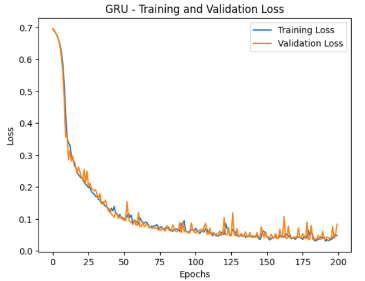 GRU - Training and Validation Loss
0.7
0.6
0.5
0.4
0.3
0.2
0.1
0.0
Loss
Training Loss
Validation Loss
0 25 50 75 100 125 150 175 200
Epochs